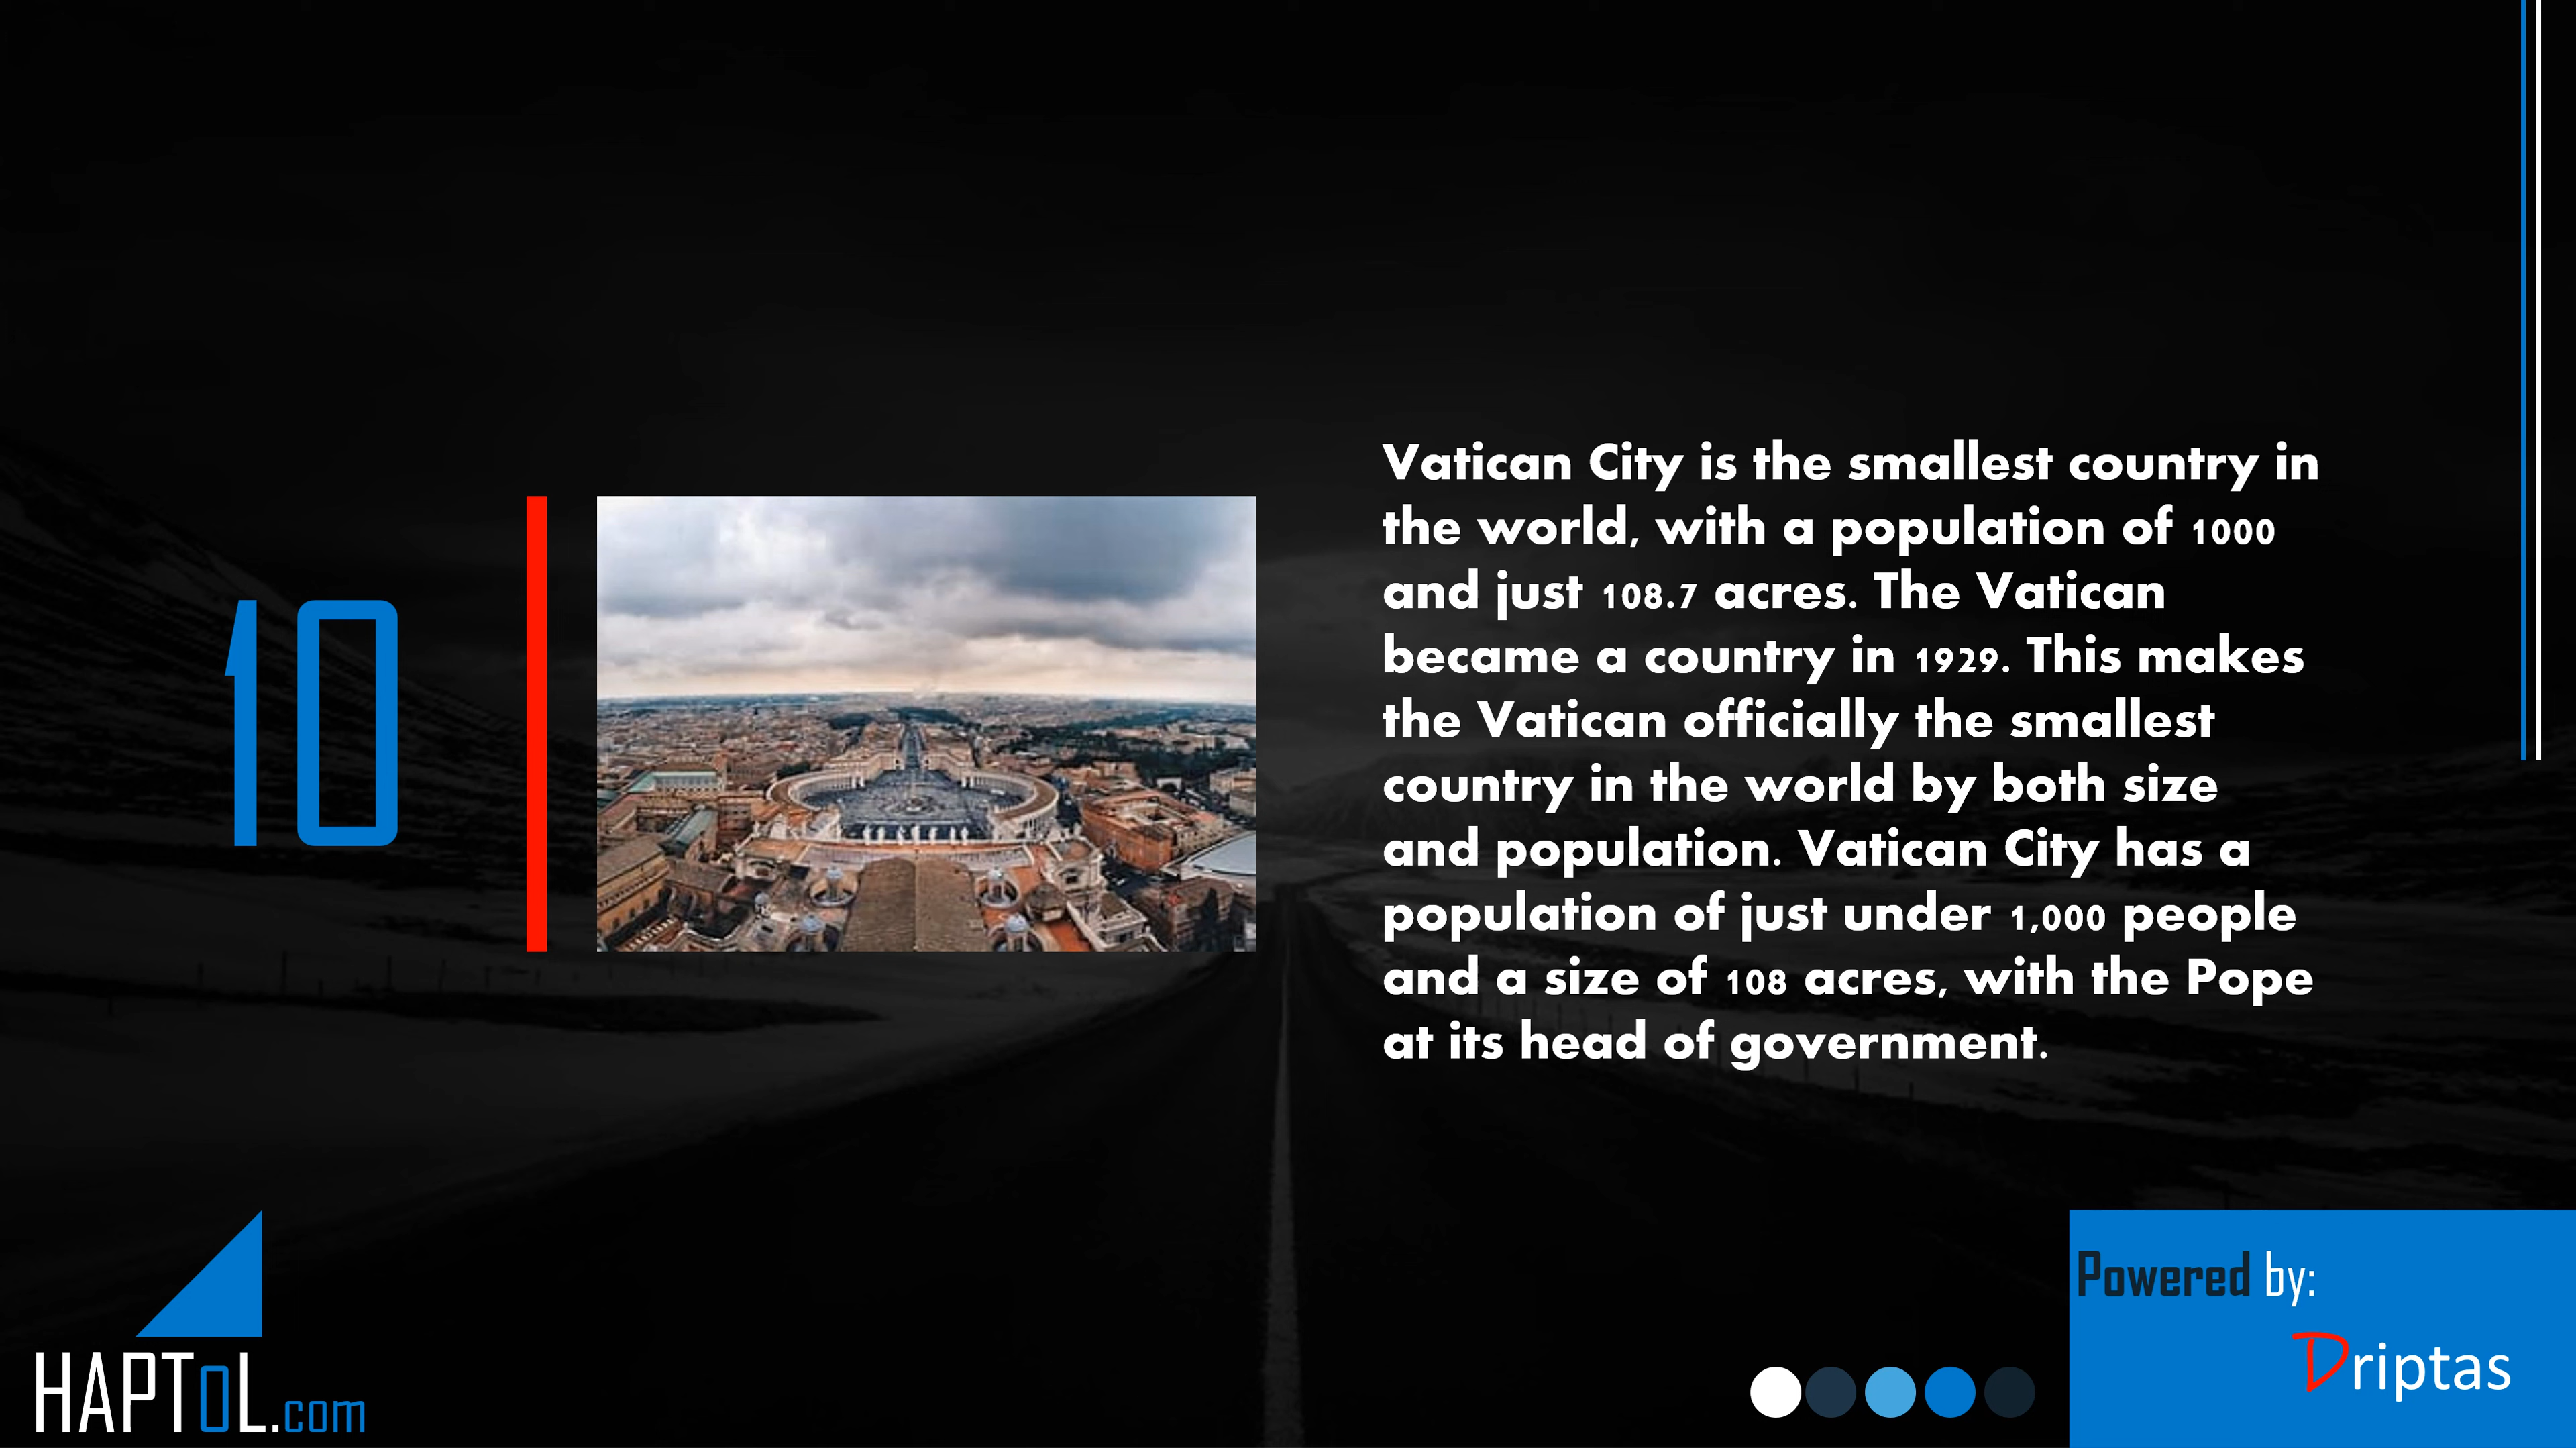 10
Vatican City is the smallest country in
the world, with a population of 1000
and just 108.7 acres. The Vatican
became a country in 1929. This makes
the Vatican officially the smallest
country in the world by both size
and population. Vatican City has a
population of just under 1,000 people
and a size of 108 acres, with the Pope
at its head of government.
HAPToL.com
Powered by:
Driptas